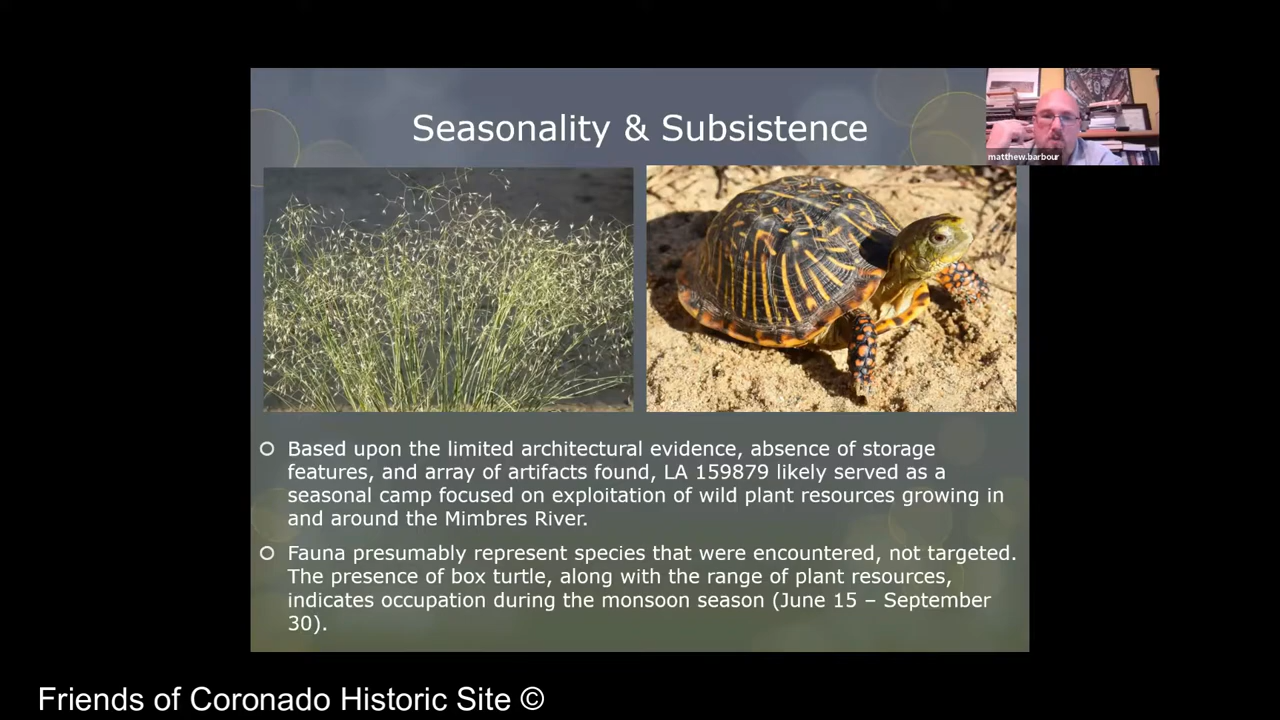 Seasonality & Subsistence
matthew.barbour
Based upon the limited architectural evidence, absence of storage
features, and array of artifacts found, LA 159879 likely served as a
seasonal camp focused on exploitation of wild plant resources growing in
and around the Mimbres River.
Fauna presumably represent species that were encountered, not targeted.
The presence of box turtle, along with the range of plant resources,
indicates occupation during the monsoon season (June 15 – September
30).
Friends of Coronado Historic Site ©